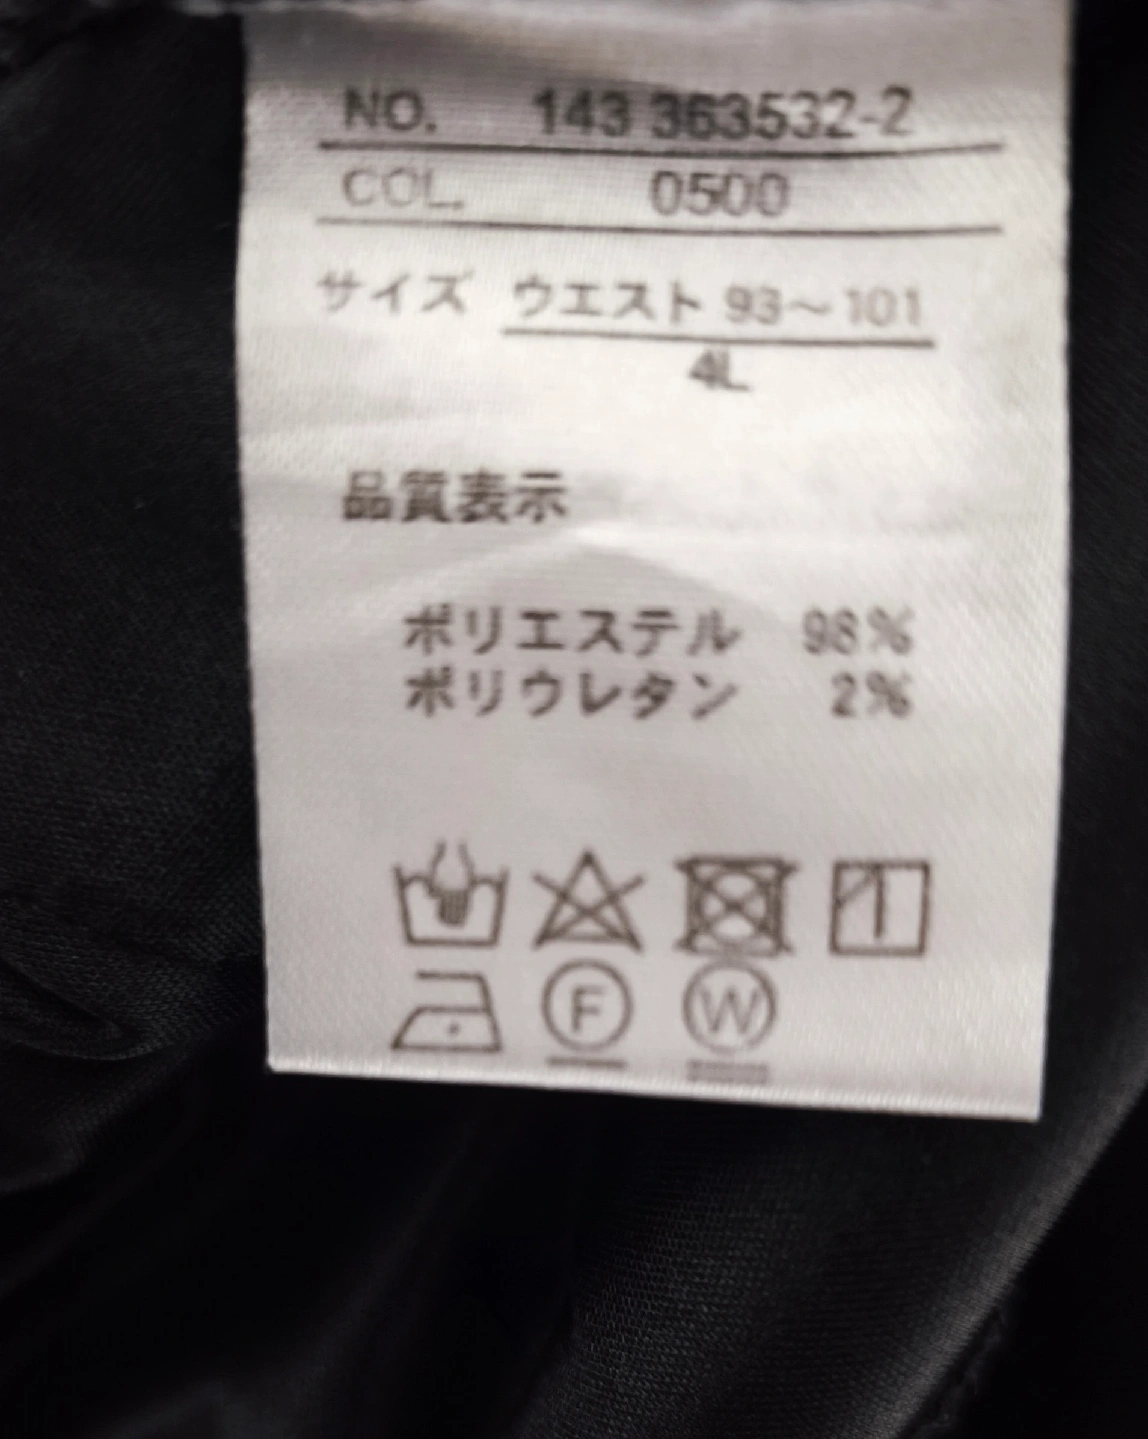 NO. 143 363532-2
COL. 0500
サイズ ウエスト 93～101
4L
品質表示
ポリエステル 98%
ポリウレタン 2%
F W